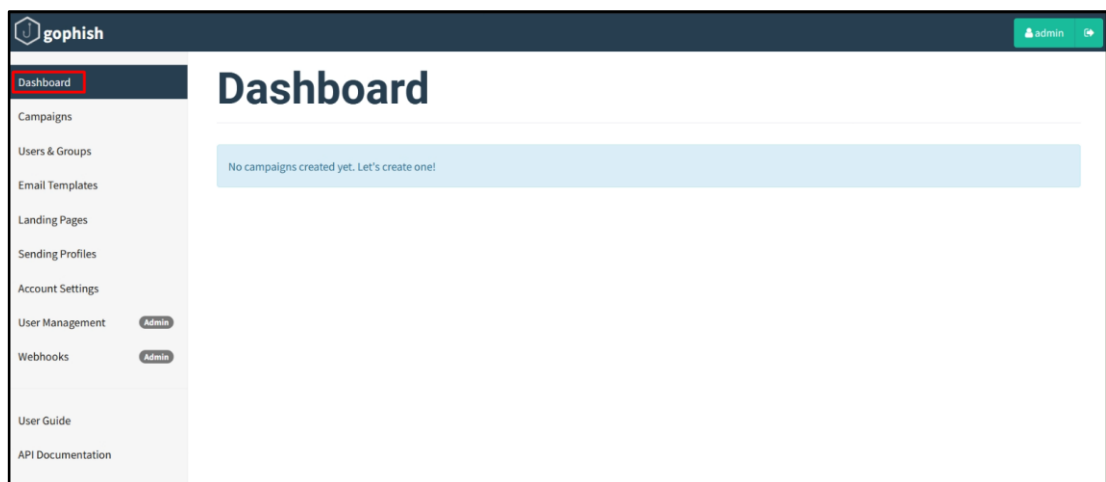 gophish
admin
Dashboard
Campaigns
Users & Groups
Email Templates
Landing Pages
Sending Profiles
Account Settings
User Management Admin
Webhooks Admin
User Guide
API Documentation
Dashboard
No campaigns created yet. Let's create one!